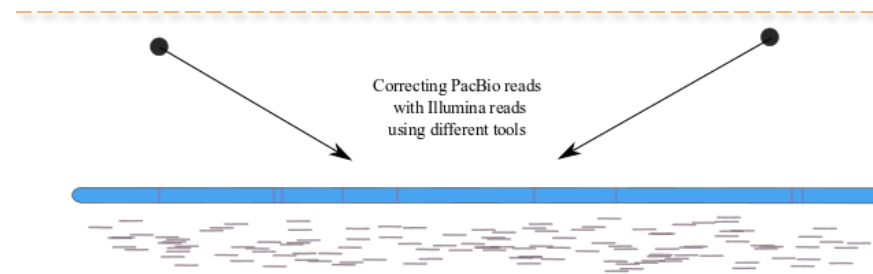 Correcting PacBio reads
with Illumina reads
using different tools